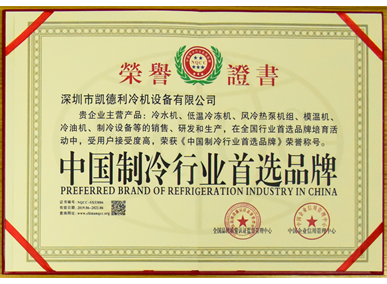 榮譽證書
深圳市凯德利冷机设备有限公司
贵企业主营产品：冷水机、低温冷冻机、风冷热泵机组、模温机、
冷油机、制冷设备等的销售、研发和生产，在全国行业首选品牌培育活
动中，受用户接受度高，荣获《中国制冷行业首选品牌》荣誉称号。
中国制冷行业首选品牌
PREFERRED BRAND OF REFRIGERATION INDUSTRY IN CHINA